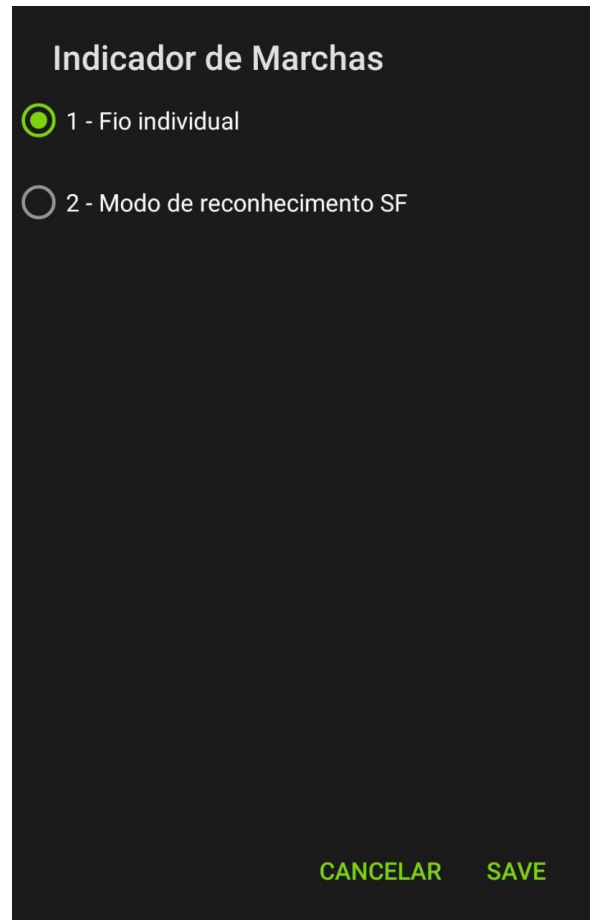 Indicador de Marchas
1 - Fio individual
2 - Modo de reconhecimento SF
CANCELAR SAVE